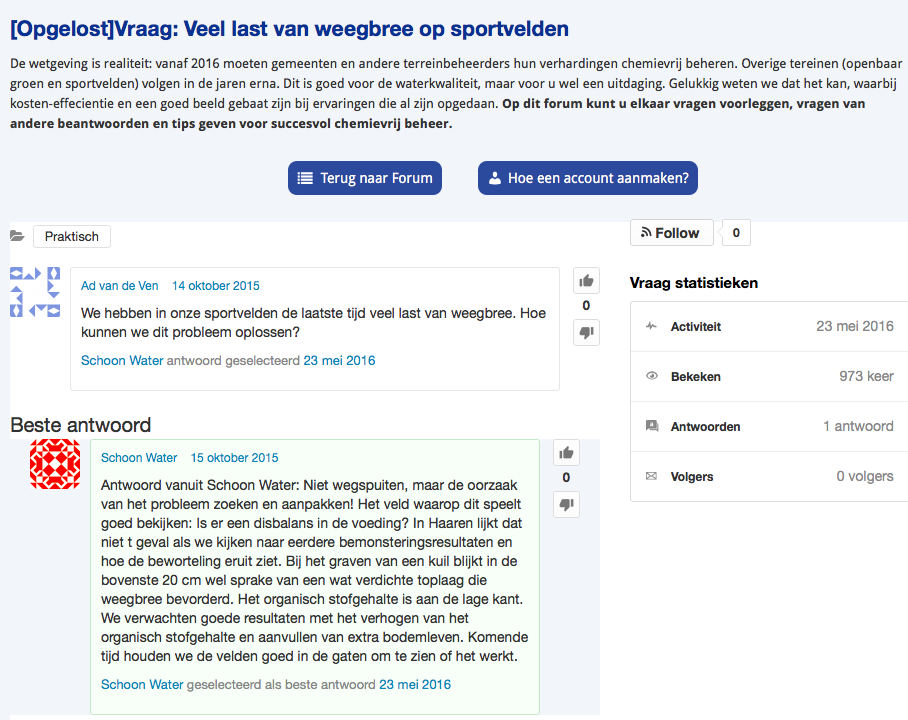 [Opgelost]Vraag: Veel last van weegbree op sportvelden
De wetgeving is realiteit: vanaf 2016 moeten gemeenten en andere terreinbeheerders hun verhardingen chemievrij beheren. Overige tereinen (openbaar
groen en sportvelden) volgen in de jaren erna. Dit is goed voor de waterkwaliteit, maar voor u wel een uitdaging. Gelukkig weten we dat het kan, waarbij
kosten-effecientie en een goed beeld gebaat zijn bij ervaringen die al zijn opgedaan. Op dit forum kunt u elkaar vragen voorleggen, vragen van
andere beantwoorden en tips geven voor succesvol chemievrij beheer.
Terug naar Forum
Hoe een account aanmaken?
Praktisch
Ad van de Ven 14 oktober 2015
We hebben in onze sportvelden de laatste tijd veel last van weegbree. Hoe
kunnen we dit probleem oplossen?
Schoon Water antwoord geselecteerd 23 mei 2016
0
Beste antwoord
Schoon Water 15 oktober 2015
Antwoord vanuit Schoon Water: Niet wegspuiten, maar de oorzaak
van het probleem zoeken en aanpakken! Het veld waarop dit speelt
goed bekijken: Is er een disbalans in de voeding? In Haaren lijkt dat
niet t geval als we kijken naar eerdere bemonsteringsresultaten en
hoe de beworteling eruit ziet. Bij het graven van een kuil blijkt in de
bovenste 20 cm wel sprake van een wat verdichte toplaag die
weegbree bevorderd. Het organisch stofgehalte is aan de lage kant.
We verwachten goede resultaten met het verhogen van het
organisch stofgehalte en aanvullen van extra bodemleven. Komende
tijd houden we de velden goed in de gaten om te zien of het werkt.
Schoon Water geselecteerd als beste antwoord 23 mei 2016
0
Follow 0
Vraag statistieken
Activiteit 23 mei 2016
Bekeken 973 keer
Antwoorden 1 antwoord
Volgers 0 volgers